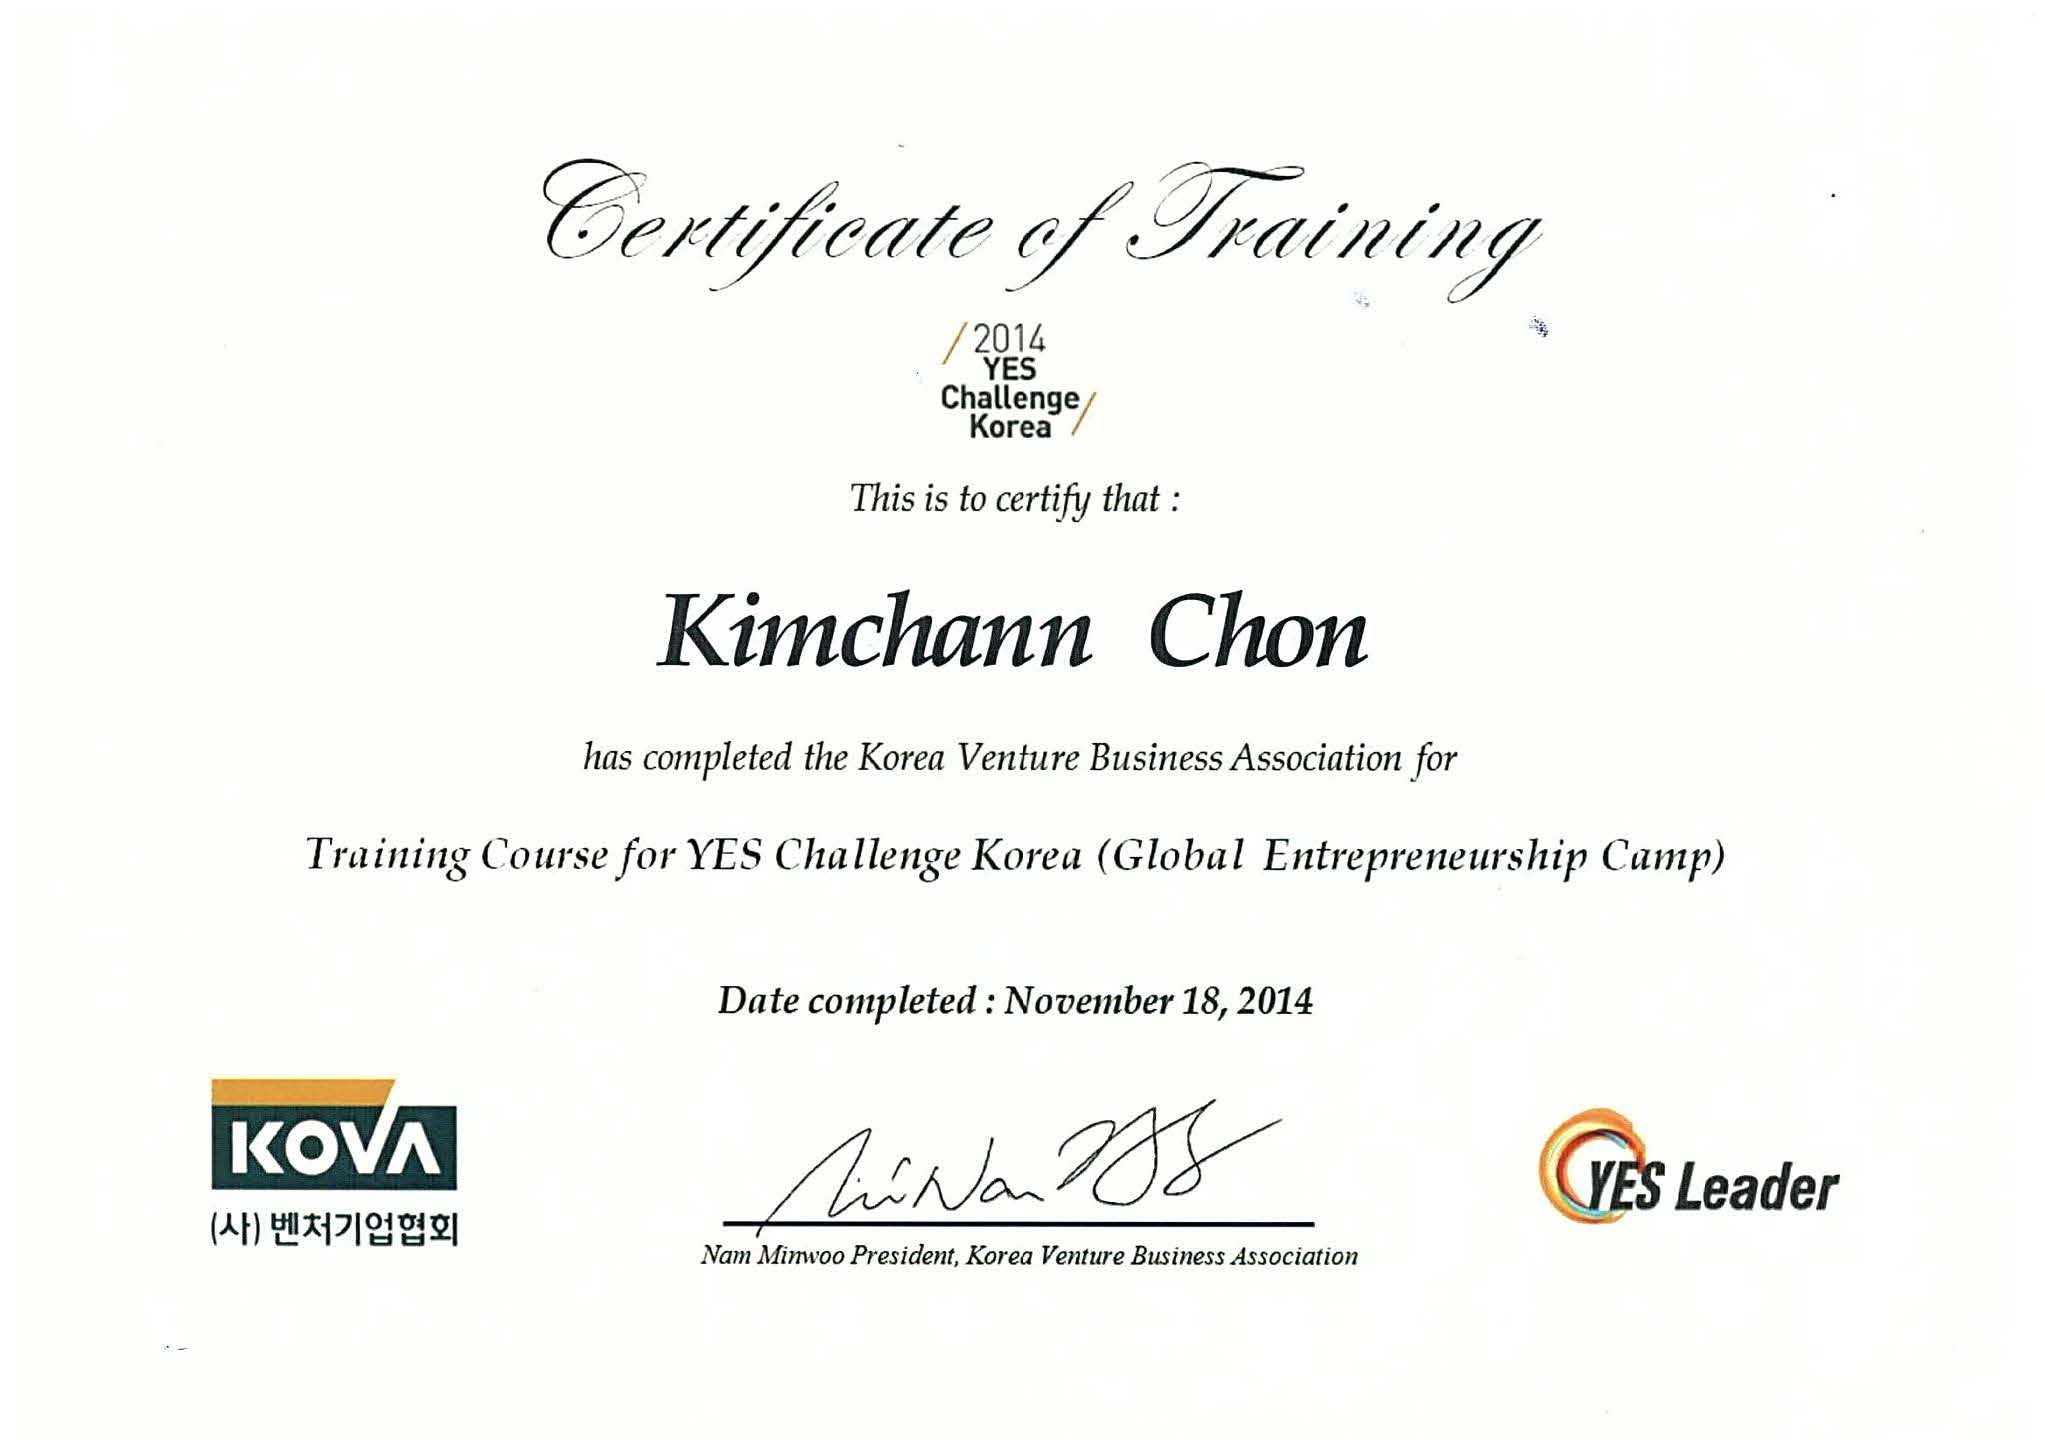 Certificate of Training
2014
YES
Challenge
Korea
This is to certify that :
Kimchann Chon
has completed the Korea Venture Business Association for
Training Course for YES Challenge Korea (Global Entrepreneurship Camp)
Date completed : November 18, 2014
KOVA
(사) 벤처기업협회
Nam Minwoo President, Korea Venture Business Association
YES Leader